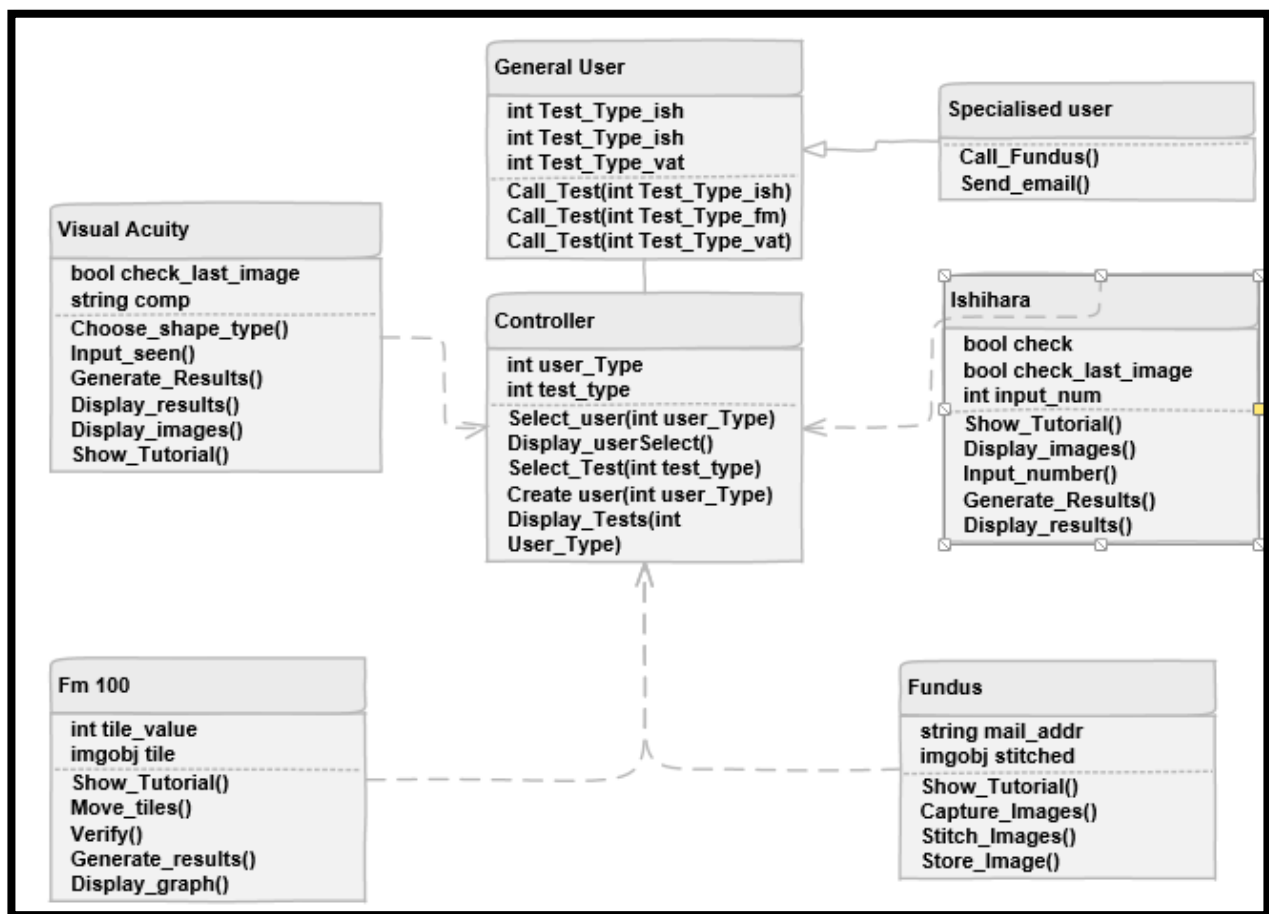 General User
int Test_Type_ish
int Test_Type_ish
int Test_Type_vat
Call_Test(int Test_Type_ish)
Call_Test(int Test_Type_fm)
Call_Test(int Test_Type_vat)
Specialised user
Call_Fundus()
Send_email()
Visual Acuity
bool check_last_image
string comp
Choose_shape_type()
Input_seen()
Generate_Results()
Display_results()
Display_images()
Show_Tutorial()
Controller
int user_Type
int test_type
Select_user(int user_Type)
Display_userSelect()
Select_Test(int test_type)
Create user(int user_Type)
Display_Tests(int
User_Type)
Ishihara
bool check
bool check_last_image
int input_num
Show_Tutorial()
Display_images()
Input_number()
Generate_Results()
Display_results()
Fm 100
int tile_value
imgobj tile
Show_Tutorial()
Move_tiles()
Verify()
Generate_results()
Display_graph()
Fundus
string mail_addr
imgobj stitched
Show_Tutorial()
Capture_Images()
Stitch_Images()
Store_Image()